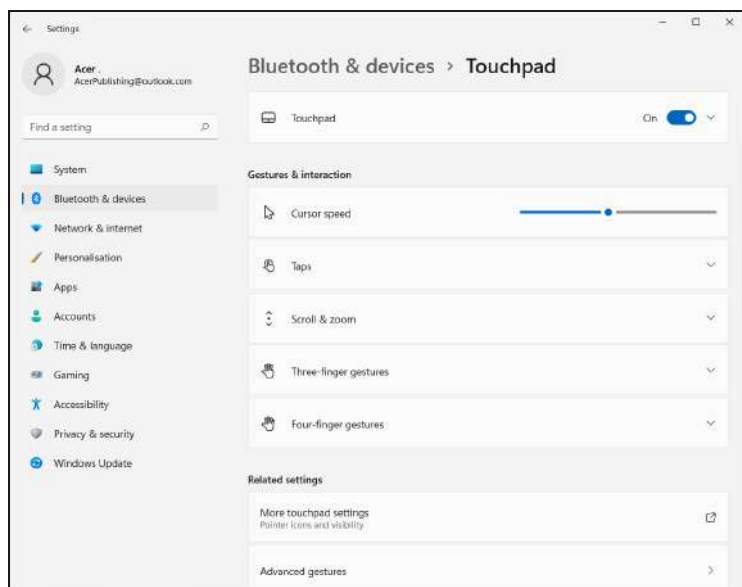 Settings
Acer .
AcerPublishing@outlook.com
Find a setting
System
Bluetooth & devices
Network & internet
Personalisation
Apps
Accounts
Time & language
Gaming
Accessibility
Privacy & security
Windows Update
Bluetooth & devices > Touchpad
Touchpad On
Gestures & interaction
Cursor speed
Taps
Scroll & zoom
Three-finger gestures
Four-finger gestures
Related settings
More touchpad settings
Pointer icons and visibility
Advanced gestures